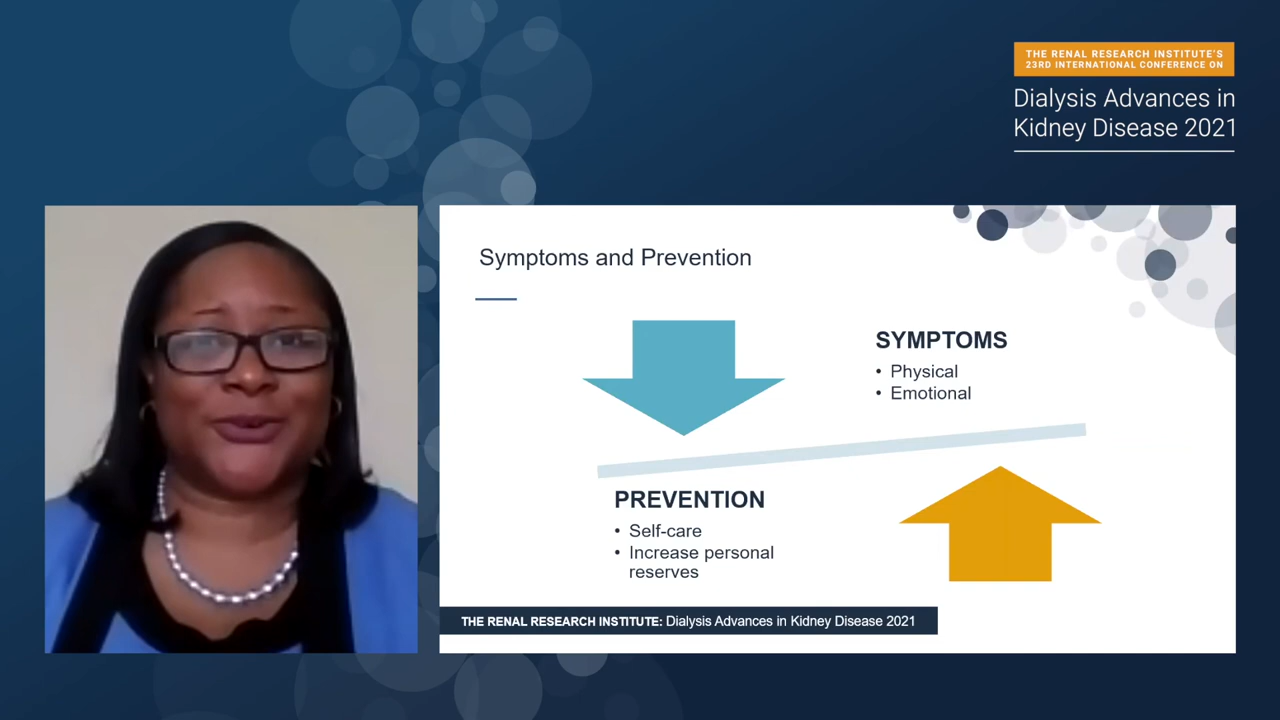 THE RENAL RESEARCH INSTITUTE'S
23RD INTERNATIONAL CONFERENCE ON
Dialysis Advances in
Kidney Disease 2021
Symptoms and Prevention
SYMPTOMS
• Physical
• Emotional
PREVENTION
• Self-care
• Increase personal
reserves
THE RENAL RESEARCH INSTITUTE: Dialysis Advances in Kidney Disease 2021